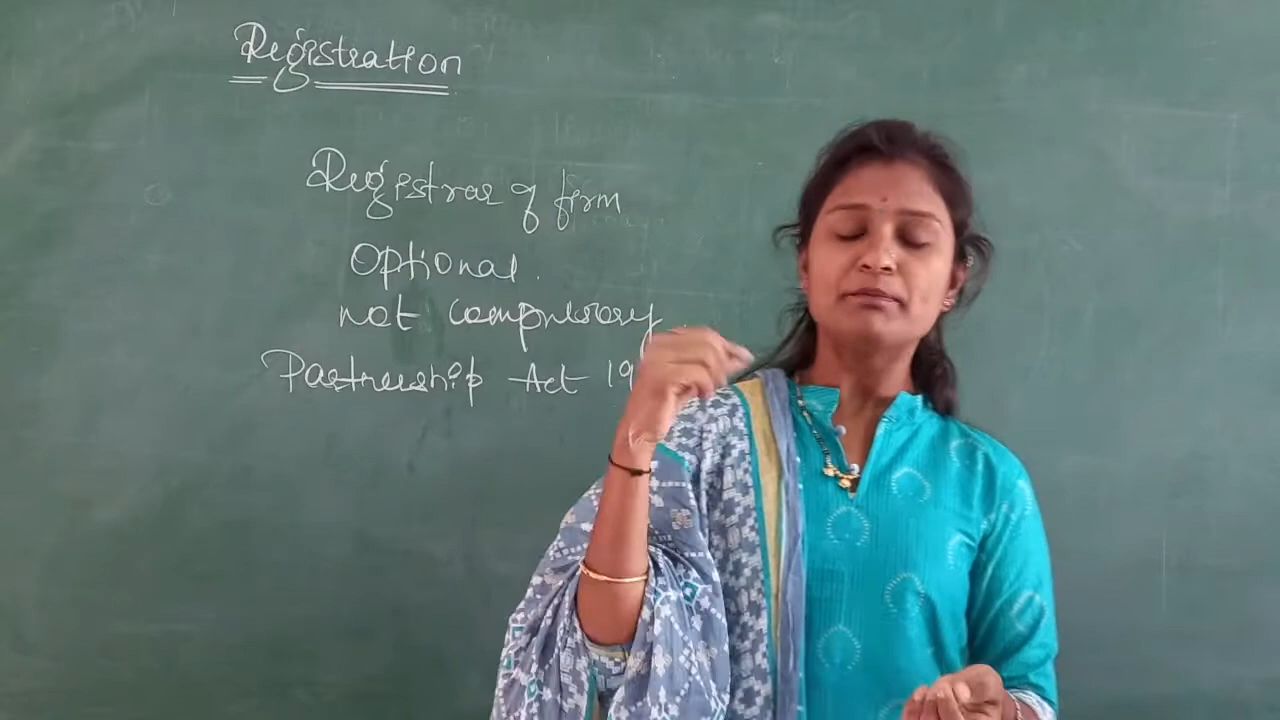 Registration
Registrar of firm
Optional.
not compulsory
Partnership Act 19